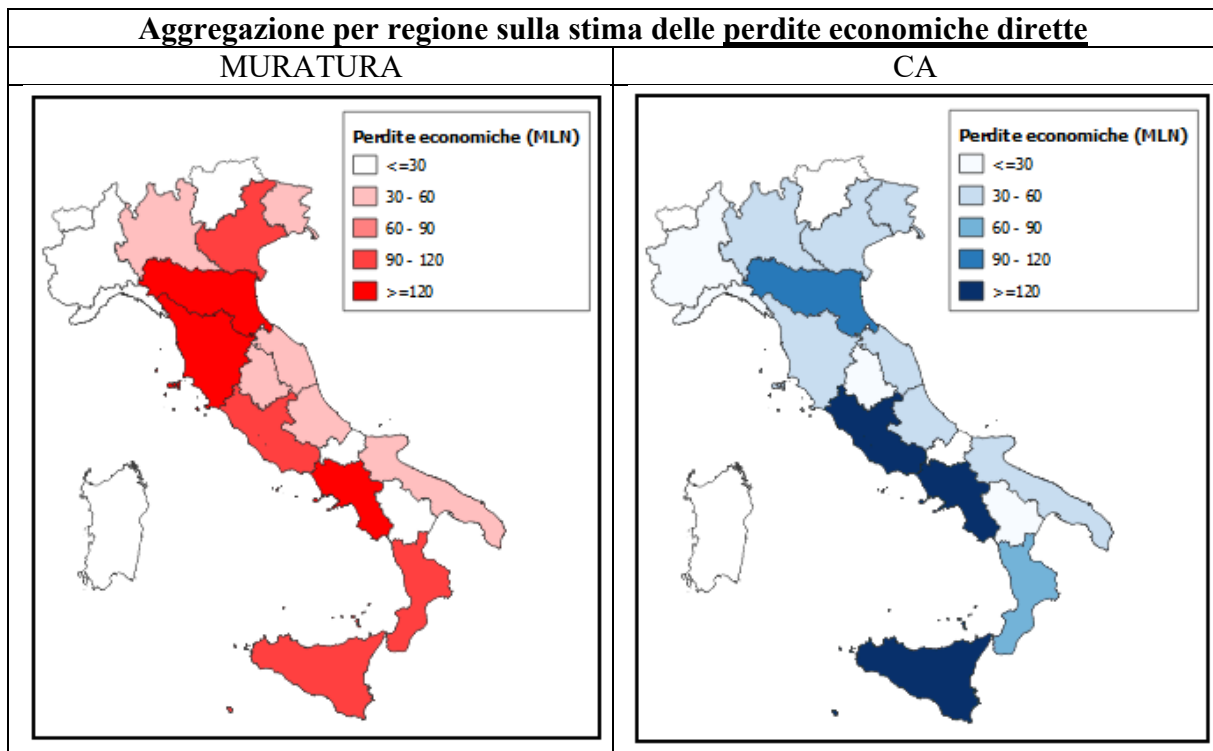 Aggregazione per regione sulla stima delle perdite economiche dirette
MURATURA
CA
Perdite economiche (MLN)
<=30
30 - 60
60 - 90
90 - 120
>=120
Perdite economiche (MLN)
<=30
30 - 60
60 - 90
90 - 120
>=120